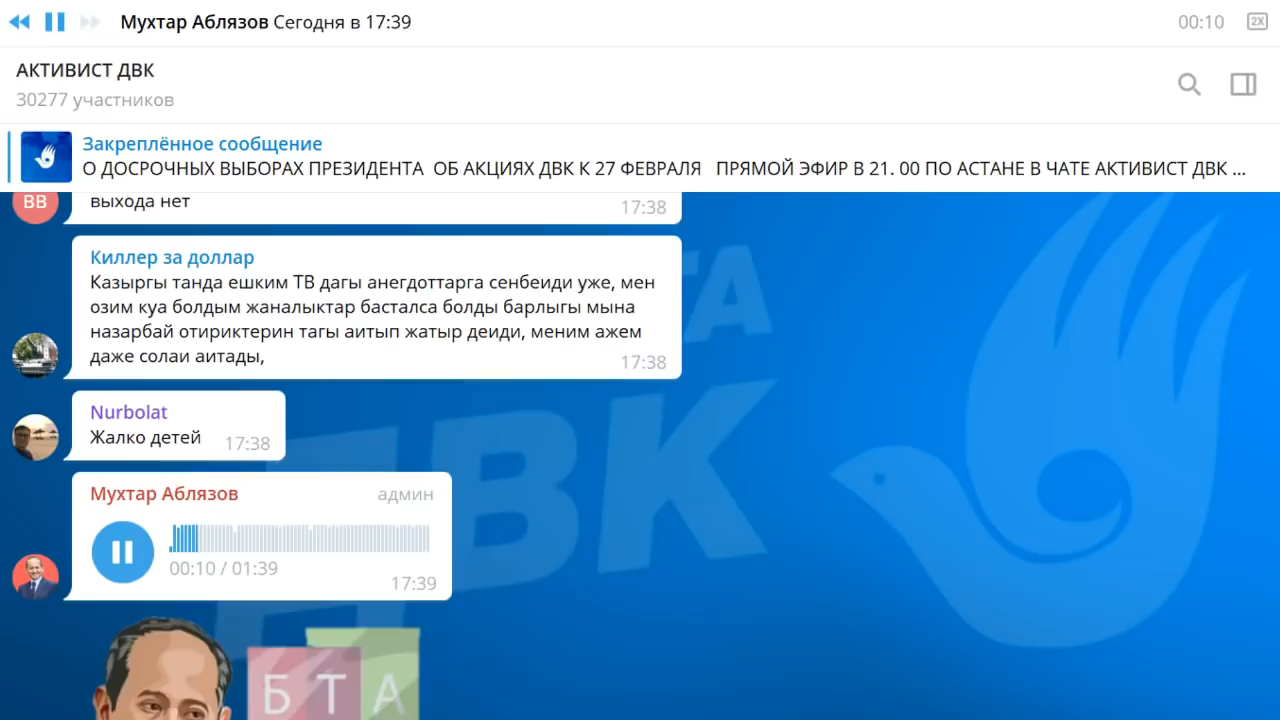 Мухтар Аблязов Сегодня в 17:39
00:10
2X
АКТИВИСТ ДВК
30277 участников
Закреплённое сообщение
О ДОСРОЧНЫХ ВЫБОРАХ ПРЕЗИДЕНТА ОБ АКЦИЯХ ДВК К 27 ФЕВРАЛЯ ПРЯМОЙ ЭФИР В 21. 00 ПО АСТАНЕ В ЧАТЕ АКТИВИСТ ДВК ...
ВВ
выхода нет
17:38
Киллер за доллар
Казыргы танда ешким ТВ дагы анегдоттарга сенбеиди уже, мен
озим куа болдым жаналыктар басталса болды барлыгы мына
назарбай отириктерин тагы аитып жатыр деиди, меним ажем
даже солаи аитады,
17:38
Nurbolat
Жалко детей
17:38
Мухтар Аблязов
админ
00:10 / 01:39
17:39
ДВК
БТА